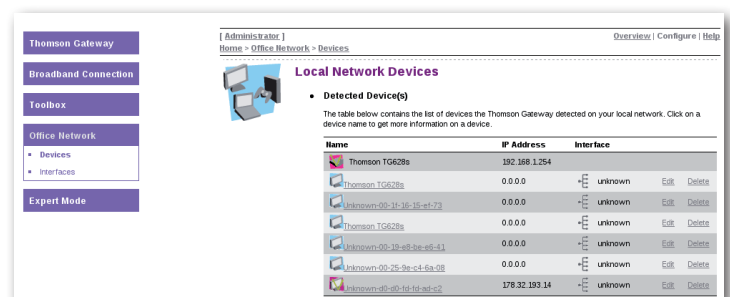 [ Administrator ]
Overview | Configure | Help
Home > Office Network > Devices
Thomson Gateway
Broadband Connection
Toolbox
Office Network
Devices
Interfaces
Expert Mode
Local Network Devices
Detected Device(s)
The table below contains the list of devices the Thomson Gateway detected on your local network. Click on a
device name to get more information on a device.
Name IP Address Interface
Thomson TG628s 192.168.1.254
Thomson TG628s 0.0.0.0 unknown Edit Delete
Unknown-00-1f-16-15-ef-73 0.0.0.0 unknown Edit Delete
Thomson TG628s 0.0.0.0 unknown Edit Delete
Unknown-00-19-e8-be-e6-41 0.0.0.0 unknown Edit Delete
Unknown-00-25-9e-c4-6a-08 0.0.0.0 unknown Edit Delete
Unknown-d0-d0-fd-fd-ad-c2 178.32.193.14 unknown Edit Delete